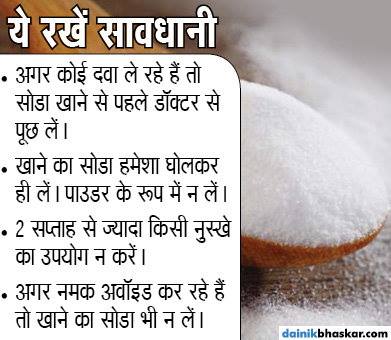 ये रखें सावधानी
• अगर कोई दवा ले रहे हैं तो
सोडा खाने से पहले डॉक्टर से
पूछ लें।
• खाने का सोडा हमेशा घोलकर
ही लें। पाउडर के रूप में न लें।
• 2 सप्ताह से ज्यादा किसी नुस्खे
का उपयोग न करें।
• अगर नमक अवॉइड कर रहे हैं
तो खाने का सोडा भी न लें।
dainikbhaskar.com